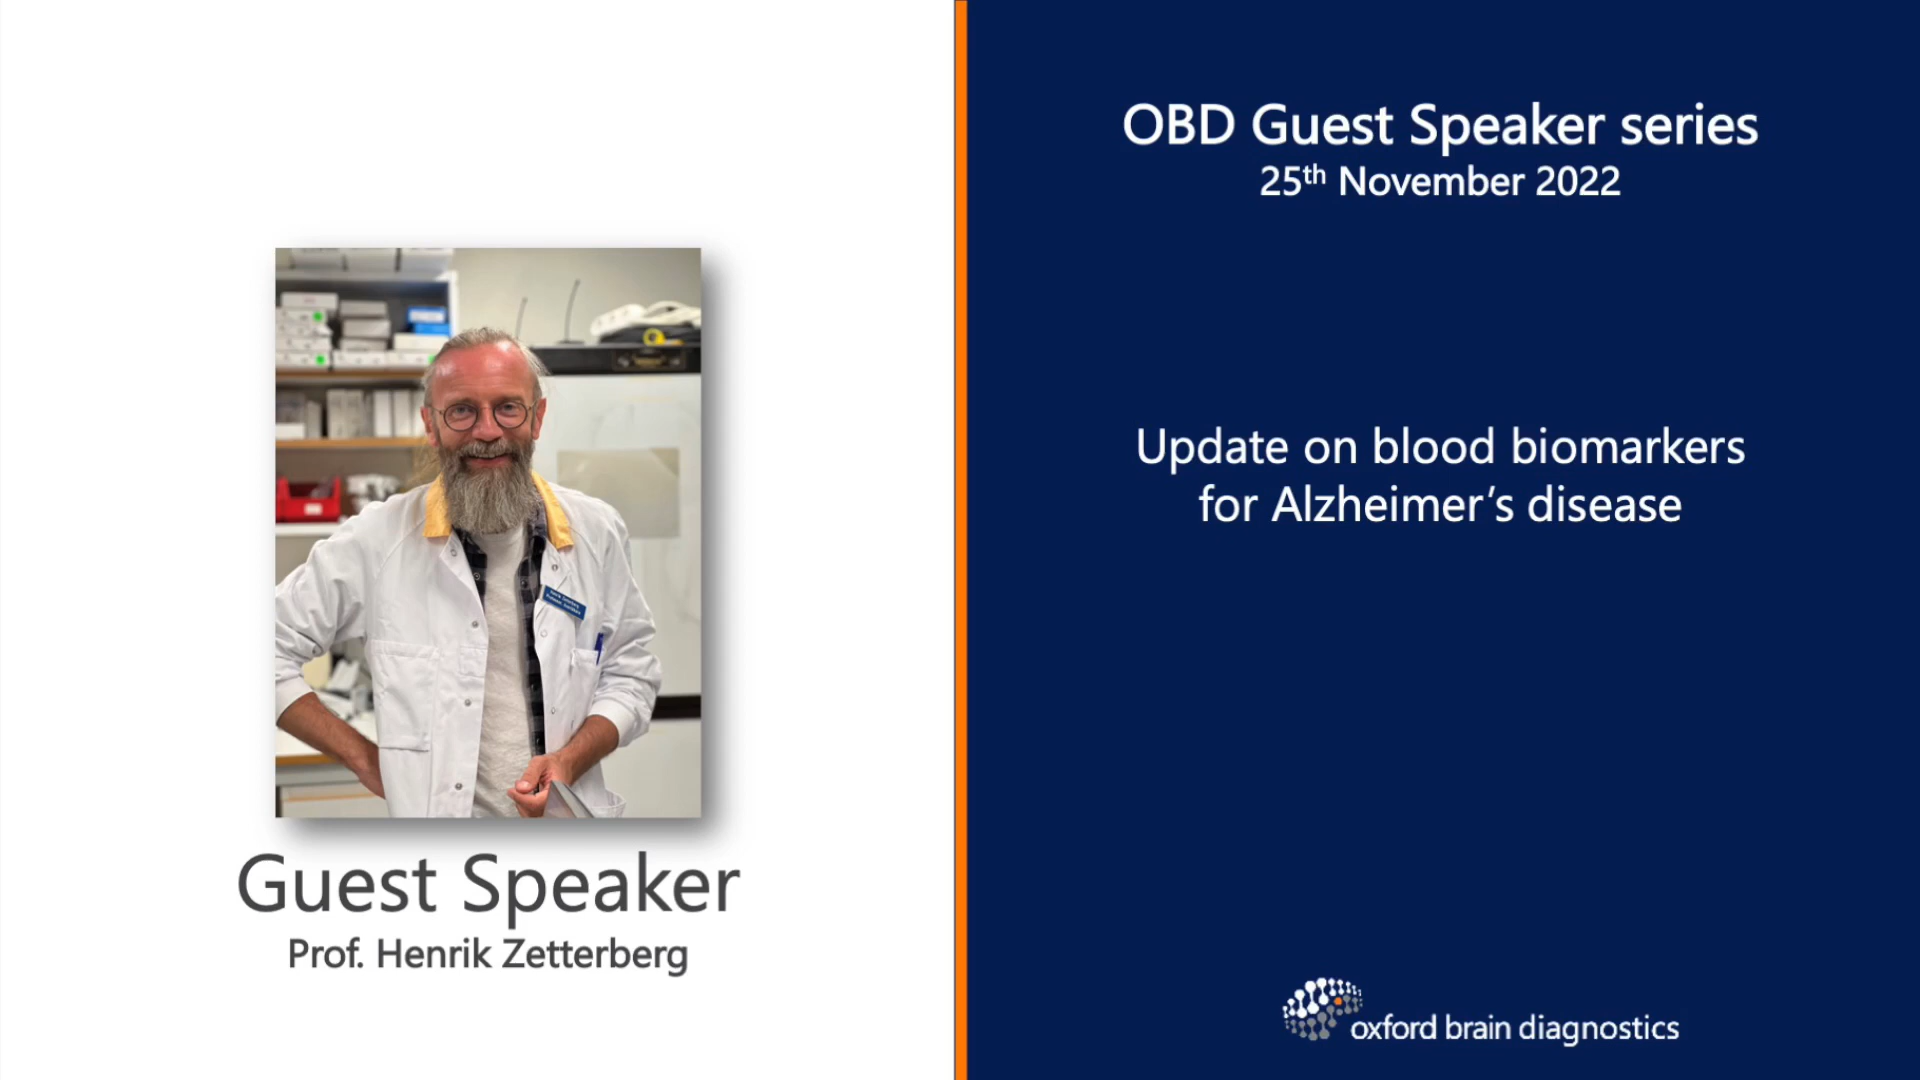 OBD Guest Speaker series
25th November 2022
Update on blood biomarkers
for Alzheimer’s disease
Guest Speaker
Prof. Henrik Zetterberg
oxford brain diagnostics